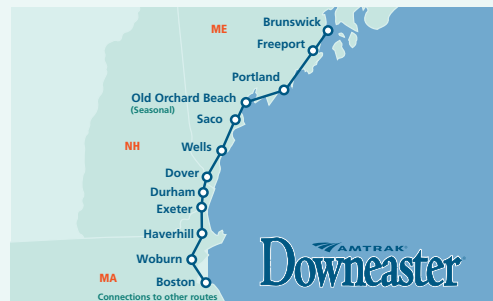 Brunswick
ME
Freeport
Portland
Old Orchard Beach
(Seasonal)
Saco
NH
Wells
Dover
Durham
Exeter
Haverhill
AMTRAK®
Downeaster
Woburn
MA
Boston
Connections to other routes